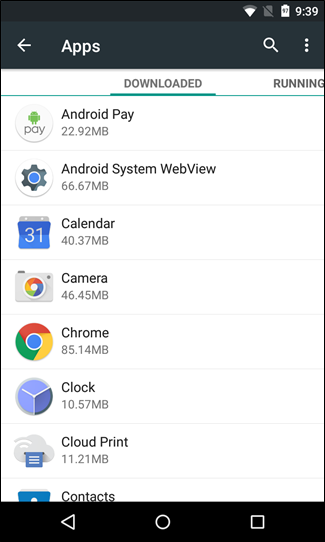 97
9:39
Apps
DOWNLOADED
RUNNING
pay
Android Pay
22.92MB
Android System WebView
66.67MB
31
Calendar
40.37MB
Camera
46.45MB
Chrome
85.14MB
Clock
10.57MB
Cloud Print
11.21MB
Contacts